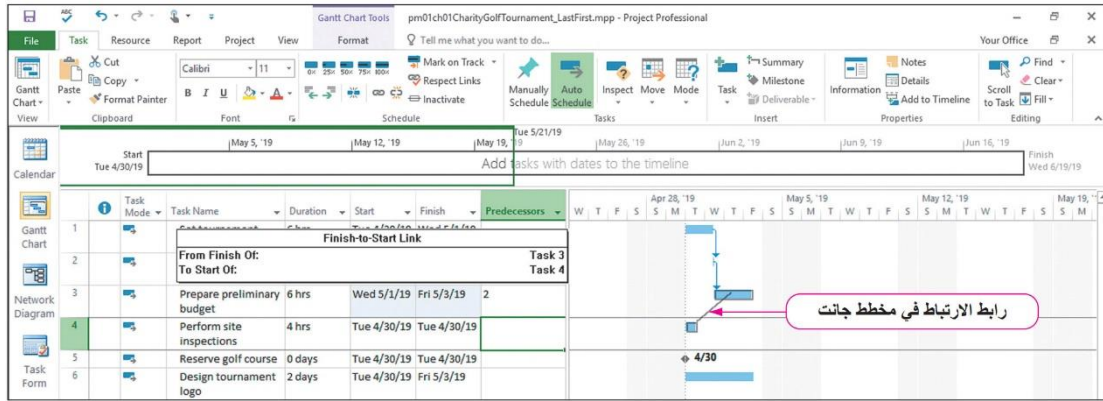 Gantt Chart Tools pm01ch01CharityGolfTournament_LastFirst.mpp - Project Professional
File Task Resource Report Project View Format Tell me what you want to do... Your Office
Gantt Chart
View
Paste
Cut
Copy
Format Painter
Clipboard
Calibri 11
B I U A
Font
0% 25% 50% 75% 100%
Mark on Track
Respect Links
Inactivate
Schedule
Manually Schedule
Auto Schedule
Inspect
Move
Mode
Tasks
Task
Summary
Milestone
Deliverable
Insert
Information
Notes
Details
Add to Timeline
Properties
Scroll to Task
Find
Clear
Fill
Editing
Tue 5/21/19
May 5, '19 May 12, '19 May 19, '19 May 26, '19 Jun 2, '19 Jun 9, '19 Jun 16, '19
Start
Tue 4/30/19
Add tasks with dates to the timeline
Finish
Wed 6/19/19
Calendar
Gantt Chart
Network Diagram
Task Form
Task Mode Task Name Duration Start Finish Predecessors
Apr 28, '19 May 5, '19 May 12, '19 May 19, '
W T F S S M T W T F S S M T W T F S S M T W T F S S M
1
Finish-to-Start Link
From Finish Of: Task 3
To Start Of: Task 4
2
3 Prepare preliminary budget 6 hrs Wed 5/1/19 Fri 5/3/19 2
4 Perform site inspections 4 hrs Tue 4/30/19 Tue 4/30/19
5 Reserve golf course 0 days Tue 4/30/19 Tue 4/30/19
6 Design tournament logo 2 days Tue 4/30/19 Fri 5/3/19
4/30
رابط الارتباط في مخطط جانت